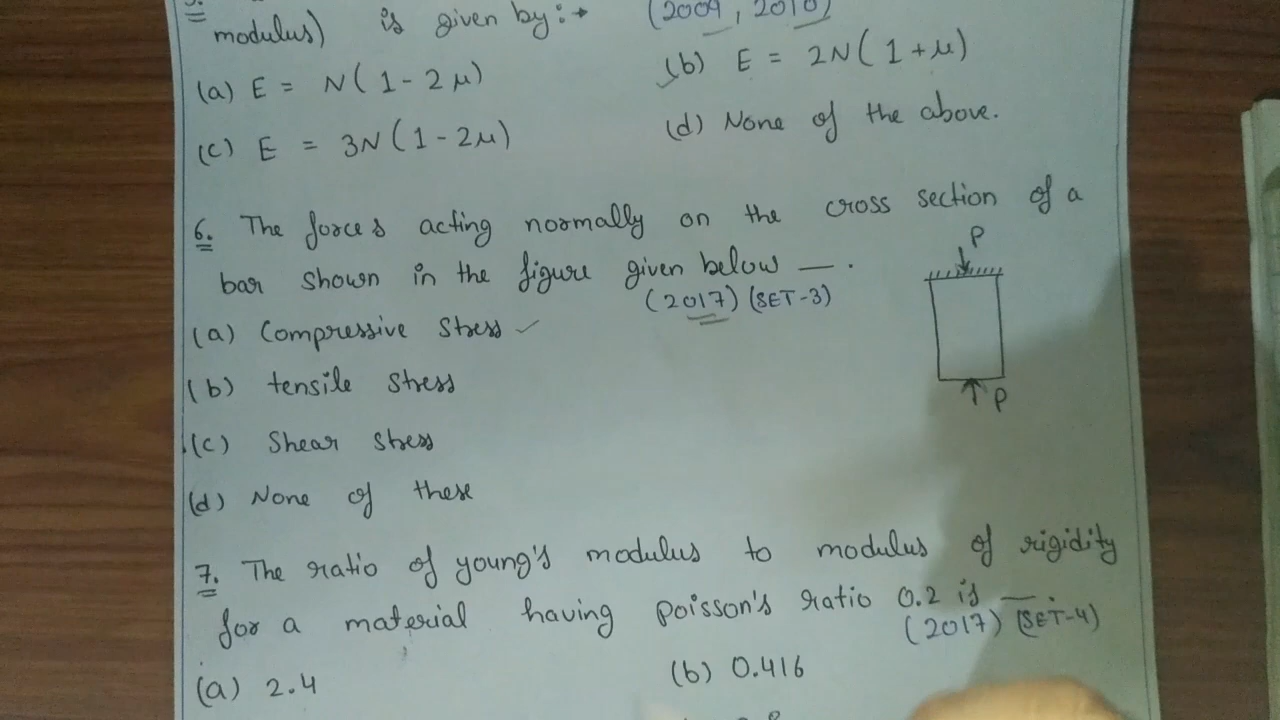 modulus) is given by:→ (2009, 2010)
(a) E = N(1-2μ) (b) E = 2N(1+μ)
(c) E = 3N(1-2μ) (d) None of the above.
6. The forces acting normally on the cross section of a
bar shown in the figure given below —.
(2017) (SET-3)
P
(a) Compressive stress ✓
(b) tensile stress
P
(c) Shear stress
(d) None of these
7. The ratio of young's modulus to modulus of rigidity
for a material having poisson's ratio 0.2 is —.
(2017) (SET-4)
(a) 2.4 (b) 0.416